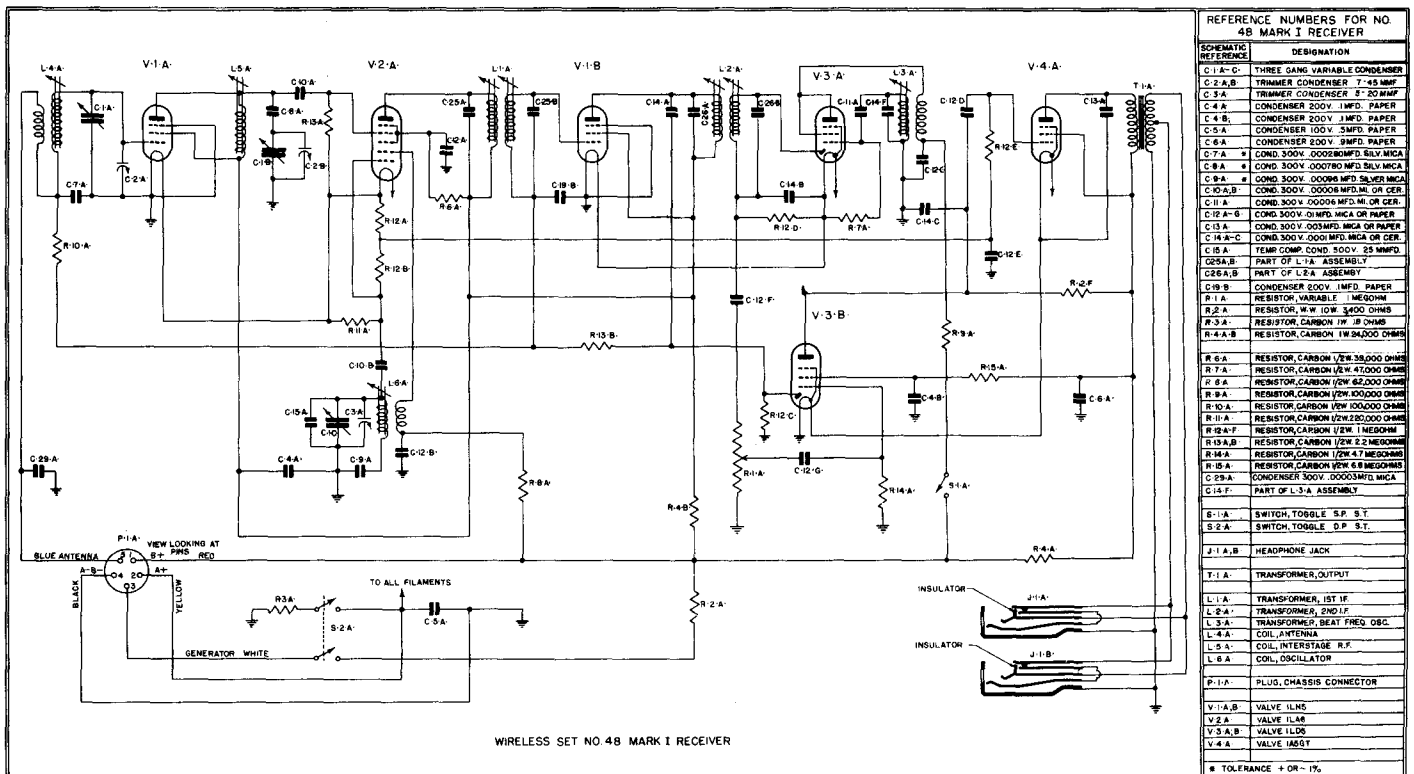 L·4·A·
C·1·A·
V·1·A·
C·2·A·
C·7·A·
R·10·A·
L·5·A·
C·10·A·
C·8·A·
R·13·A·
C·1·B·
C·2·B·
V·2·A·
C·12·A·
R·6·A·
R·12·A·
R·12·B·
R·11·A·
C·10·B·
L·6·A·
C·15·A·
C·1C
C·3·A·
C·4·A·
C·9·A·
C·12·B·
R·8·A·
C·25A·
L·1·A·
C·25·B·
C·19·B·
V·1·B
C·14·A·
R·13·B·
C·26·A·
L·2·A·
C·26·B·
V·3·A·
C·11·A·
C·14·F·
L·3·A·
C·14·B
R·12·D·
R·7·A·
C·14·C
C·12·D
R·12·E·
C·12·E·
V·4·A·
C·13·A·
T·1·A·
C·12·F·
V·3·B
R·12·C·
R·1·A·
C·12·G·
R·14·A·
R·9·A·
R·12·F
R·15·A·
C·4·B·
C·6·A·
S·1·A·
R·4·B
R·4·A·
R·2·A·
C·29·A·
P·1·A·
VIEW LOOKING AT
PINS
BLUE ANTENNA
5 1
B+
RED
A-B-
4 2
A+
3
BLACK
YELLOW
GENERATOR WHITE
R3·A·
S·2·A·
TO ALL FILAMENTS
C·5·A·
INSULATOR
J·1·A·
INSULATOR
J·1·B·
WIRELESS SET NO. 48 MARK I RECEIVER
REFERENCE NUMBERS FOR NO.
48 MARK I RECEIVER
SCHEMATIC REFERENCE DESIGNATION
C·1·A-C· THREE GANG VARIABLE CONDENSER
C·2·A,B· TRIMMER CONDENSER 7-45 MMF
C·3·A· TRIMMER CONDENSER 3-20 MMF
C·4·A CONDENSER 200V. .1MFD. PAPER
C·4·B; CONDENSER 200V .1MFD. PAPER
C·5·A CONDENSER 100V .5MFD. PAPER
C·6·A· CONDENSER 200V .9MFD. PAPER
C·7·A * COND. 300V. .000280MFD. SILV. MICA
C·8·A * COND. 300V. .000780 MFD. SILV. MICA
C·9·A· * COND. 300V. .00096 MFD. SILVER MICA
C·10·A,B· COND. 300V. .00006 MFD. MI. OR CER.
C·11·A· COND. 300V. .00006 MFD. MI. OR CER.
C·12·A-G· COND. 300V .01 MFD. MICA OR PAPER
C·13·A· COND. 300V. .003MFD. MICA OR PAPER
C·14·A-C COND. 300V. .0001 MFD. MICA OR CER.
C·15·A· TEMP. COMP. COND. 500V. 25 MMFD.
C25A,B· PART OF L·1·A· ASSEMBLY
C26A,B PART OF L·2·A ASSEMBY
C·19·B· CONDENSER 200V. .1MFD. PAPER
R·1·A RESISTOR, VARIABLE 1 MEGOHM
R·2·A· RESISTOR, W·W 10W. 3,400 OHMS
R·3·A· RESISTOR, CARBON 1W. 18 OHMS
R·4·A·B RESISTOR, CARBON 1W 24,000 OHMS
R·6·A· RESISTOR, CARBON 1/2W. 39,000 OHMS
R·7·A· RESISTOR, CARBON 1/2W. 47,000 OHMS
R·8·A RESISTOR, CARBON 1/2W. 62,000 OHMS
R·9·A· RESISTOR, CARBON 1/2W. 100,000 OHMS
R·10·A· RESISTOR, CARBON 1/2W. 100,000 OHMS
R·11·A· RESISTOR, CARBON 1/2W. 220,000 OHMS
R·12·A-F RESISTOR, CARBON 1/2W. 1 MEGOHM
R·13·A,B RESISTOR, CARBON 1/2W. 2.2 MEGOHMS
R·14·A· RESISTOR, CARBON 1/2W. 4.7 MEGOHMS
R·15·A· RESISTOR, CARBON 1/2W. 6.8 MEGOHMS
C·29·A· CONDENSER 300V. .00003MFD. MICA
C·14·F· PART OF L·3·A ASSEMBLY
S·1·A· SWITCH, TOGGLE S.P. S.T.
S·2·A· SWITCH, TOGGLE D.P. S.T.
J·1·A,B· HEADPHONE JACK
T·1·A· TRANSFORMER, OUTPUT
L·1·A· TRANSFORMER, 1ST IF.
L·2·A· TRANSFORMER, 2ND I.F.
L·3·A· TRANSFORMER, BEAT FREQ. OSC.
L·4·A· COIL, ANTENNA
L·5·A· COIL, INTERSTAGE R.F.
L·6·A COIL, OSCILLATOR
P·1·A· PLUG, CHASSIS CONNECTOR
V·1·A,B· VALVE 1LN5
V·2·A VALVE 1LA6
V·3·A,B· VALVE 1LD5
V·4·A VALVE 1A5GT
* TOLERANCE + OR - 1%